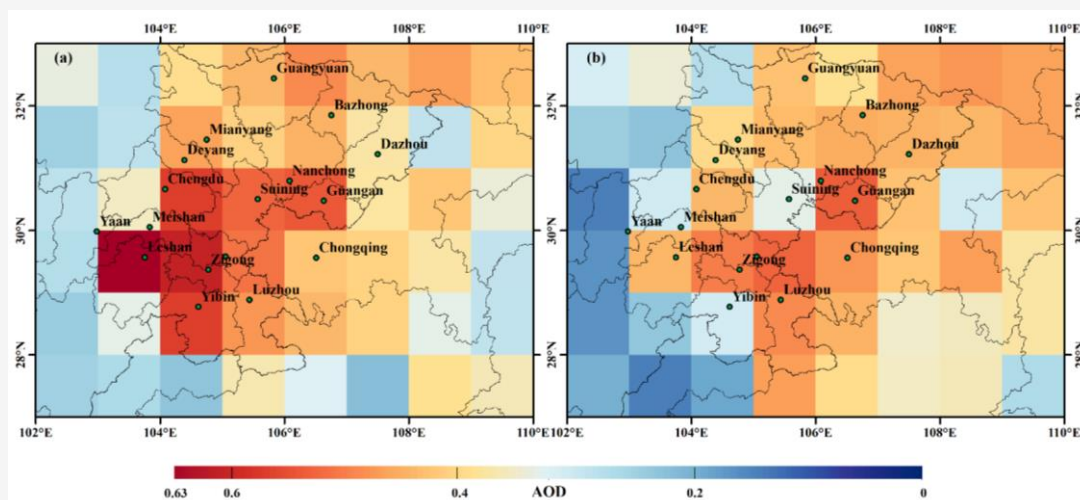 104°E 106°E 108°E 110°E 104°E 106°E 108°E 110°E
(a) (b)
Guangyuan Guangyuan
32°N 32°N 32°N
Bazhong Bazhong
Mianyang Mianyang
Deyang Dazhou Deyang Dazhou
Chengdu Nanchong Chengdu Nanchong
Suining Guangan Suining Guangan
Yaan Meishan Yaan Meishan
30°N 30°N 30°N
Leshan Chongqing Leshan Chongqing
Zigong Zigong
Yibin Luzhou Yibin Luzhou
28°N 28°N 28°N
102°E 104°E 106°E 108°E 110°E 102°E 104°E 106°E 108°E 110°E
0.63 0.6 0.4 AOD 0.2 0